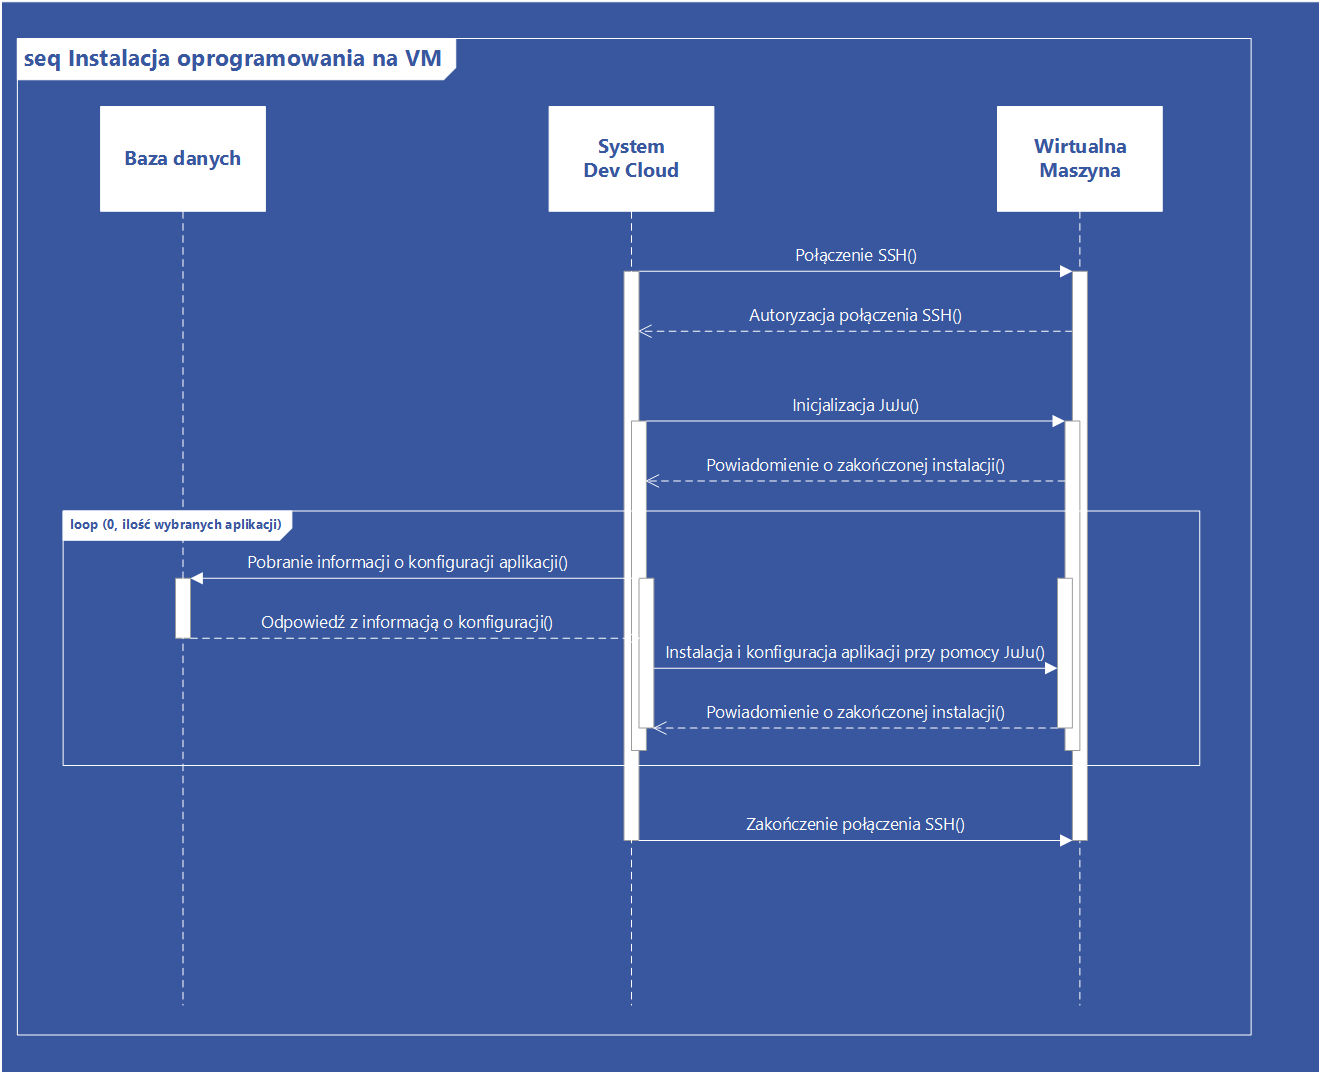 seq Instalacja oprogramowania na VM
Baza danych
System
Dev Cloud
Wirtualna
Maszyna
Połączenie SSH()
Autoryzacja połączenia SSH()
Inicjalizacja JuJu()
Powiadomienie o zakończonej instalacji()
loop (0, ilość wybranych aplikacji)
Pobranie informacji o konfiguracji aplikacji()
Odpowiedź z informacją o konfiguracji()
Instalacja i konfiguracja aplikacji przy pomocy JuJu()
Powiadomienie o zakończonej instalacji()
Zakończenie połączenia SSH()